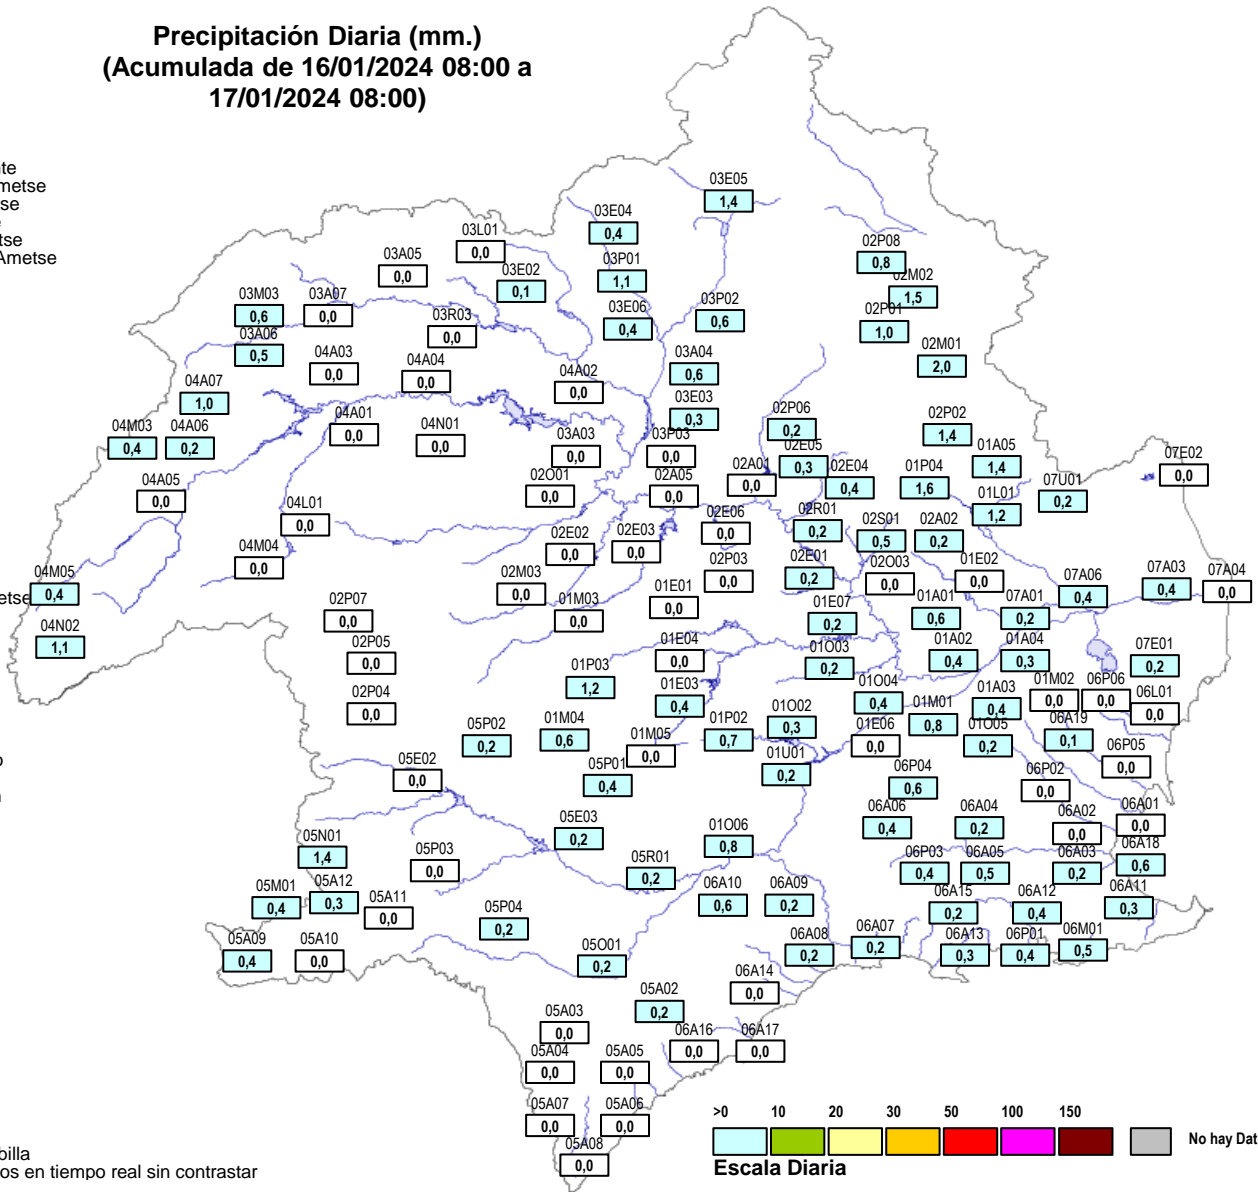 Precipitación Diaria (mm.)
(Acumulada de 16/01/2024 08:00 a
17/01/2024 08:00)
nte
metse
tse
e
tse
Ametse
03E05
1,4
03E04
0,4
03L01
0,0
02P08
0,8
03A05
0,0
03P01
1,1
03E02
0,1
02M02
1,5
03M03
0,6
03A07
0,0
03P02
0,6
03E06
0,4
02P01
1,0
03R03
0,0
03A06
0,5
02M01
2,0
04A03
0,0
04A04
0,0
03A04
0,6
04A02
0,0
04A07
1,0
03E03
0,3
02P06
0,2
02P02
1,4
04A01
0,0
04M03
0,4
04A06
0,2
04N01
0,0
03A03
0,0
03P03
0,0
02E05
0,3
01A05
1,4
07E02
0,0
02A01
0,0
02E04
0,4
01P04
1,6
07U01
0,2
04A05
0,0
02O01
0,0
02A05
0,0
01L01
1,2
04L01
0,0
02E06
0,0
02R01
0,2
02S01
0,5
02A02
0,2
02E02
0,0
02E03
0,0
04M04
0,0
02P03
0,0
02E01
0,2
02O03
0,0
01E02
0,0
04M05
0,4
etse
02M03
0,0
07A06
0,4
07A03
0,4
07A04
0,0
01M03
0,0
01E01
0,0
02P07
0,0
01E07
0,2
01A01
0,6
07A01
0,2
04N02
1,1
02P05
0,0
01E04
0,0
01O03
0,2
01A02
0,4
01A04
0,3
07E01
0,2
01P03
1,2
01E03
0,4
02P04
0,0
01O04
0,4
01A03
0,4
01M02
0,0
06P06
0,0
06L01
0,0
05P02
0,2
01M04
0,6
01P02
0,7
01O02
0,3
01M01
0,8
01E06
0,0
01O05
0,2
06A19
0,1
01M05
0,0
01U01
0,2
06P05
0,0
o
05E02
0,0
05P01
0,4
06P04
0,6
06P02
0,0
n
05E03
0,2
06A06
0,4
06A04
0,2
06A02
0,0
06A01
0,0
01O06
0,8
05N01
1,4
05P03
0,0
05R01
0,2
06P03
0,4
06A05
0,5
06A03
0,2
06A18
0,6
05M01
0,4
05A12
0,3
05A11
0,0
06A10
0,6
06A09
0,2
06A15
0,2
06A12
0,4
06A11
0,3
05P04
0,2
05A09
0,4
05A10
0,0
05O01
0,2
06A08
0,2
06A07
0,2
06A13
0,3
06P01
0,4
06M01
0,5
06A14
0,0
05A02
0,2
05A03
0,0
06A16
0,0
06A17
0,0
05A04
0,0
05A05
0,0
05A07
0,0
05A06
0,0
05A08
0,0
>0 10 20 30 50 100 150
No hay Dat
Escala Diaria
billa
os en tiempo real sin contrastar